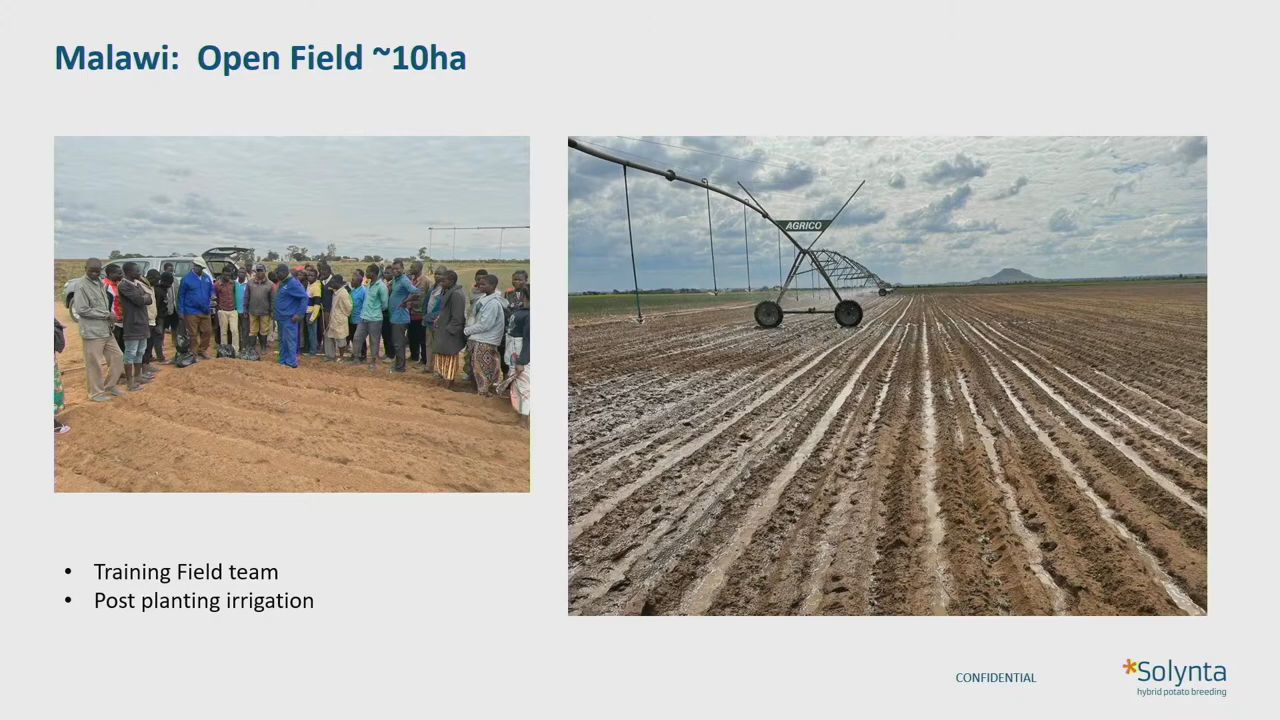 Malawi: Open Field ~10ha
AGRICO
• Training Field team
• Post planting irrigation
CONFIDENTIAL
*Solynta
hybrid potato breeding